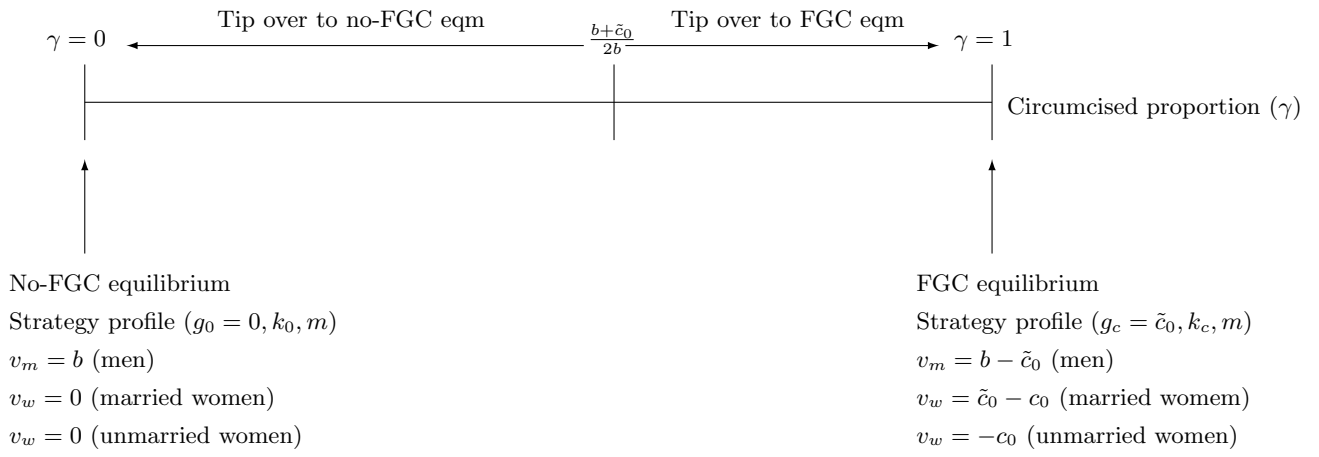 Tip over to no-FGC eqm
Tip over to FGC eqm
γ = 0
(b+c̃₀)/2b
γ = 1
Circumcised proportion (γ)
No-FGC equilibrium
Strategy profile (g₀ = 0, k₀, m)
vₘ = b (men)
v_w = 0 (married women)
v_w = 0 (unmarried women)
FGC equilibrium
Strategy profile (g_c = c̃₀, k_c, m)
vₘ = b − c̃₀ (men)
v_w = c̃₀ − c₀ (married womem)
v_w = −c₀ (unmarried women)